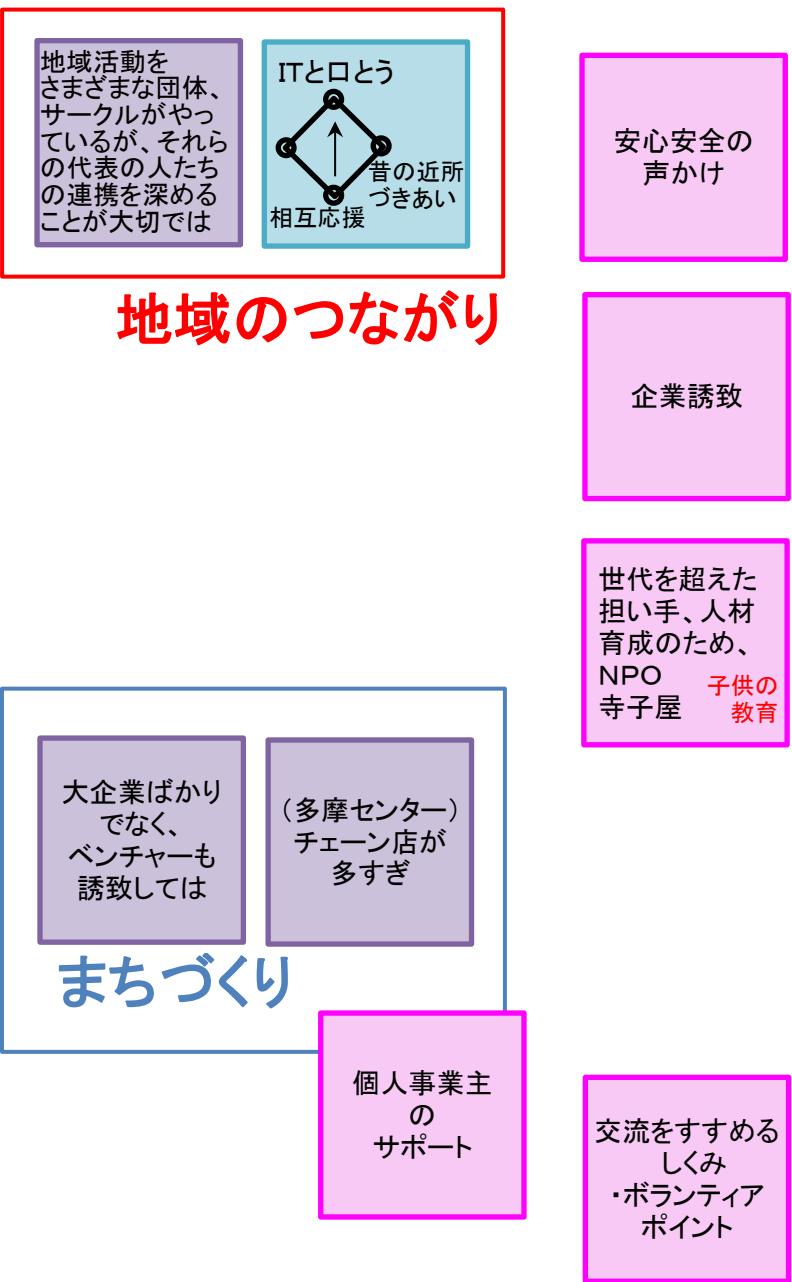 地域活動を
さまざまな団体、
サークルがやっ
ているが、それら
の代表の人たち
の連携を深める
ことが大切では
ITと口とう
昔の近所
づきあい
相互応援
地域のつながり
安心安全の
声かけ
企業誘致
世代を超えた
担い手、人材
育成のため、
NPO
寺子屋
子供の
教育
大企業ばかり
でなく、
ベンチャーも
誘致しては
（多摩センター）
チェーン店が
多すぎ
まちづくり
個人事業主
の
サポート
交流をすすめる
しくみ
・ボランティア
ポイント